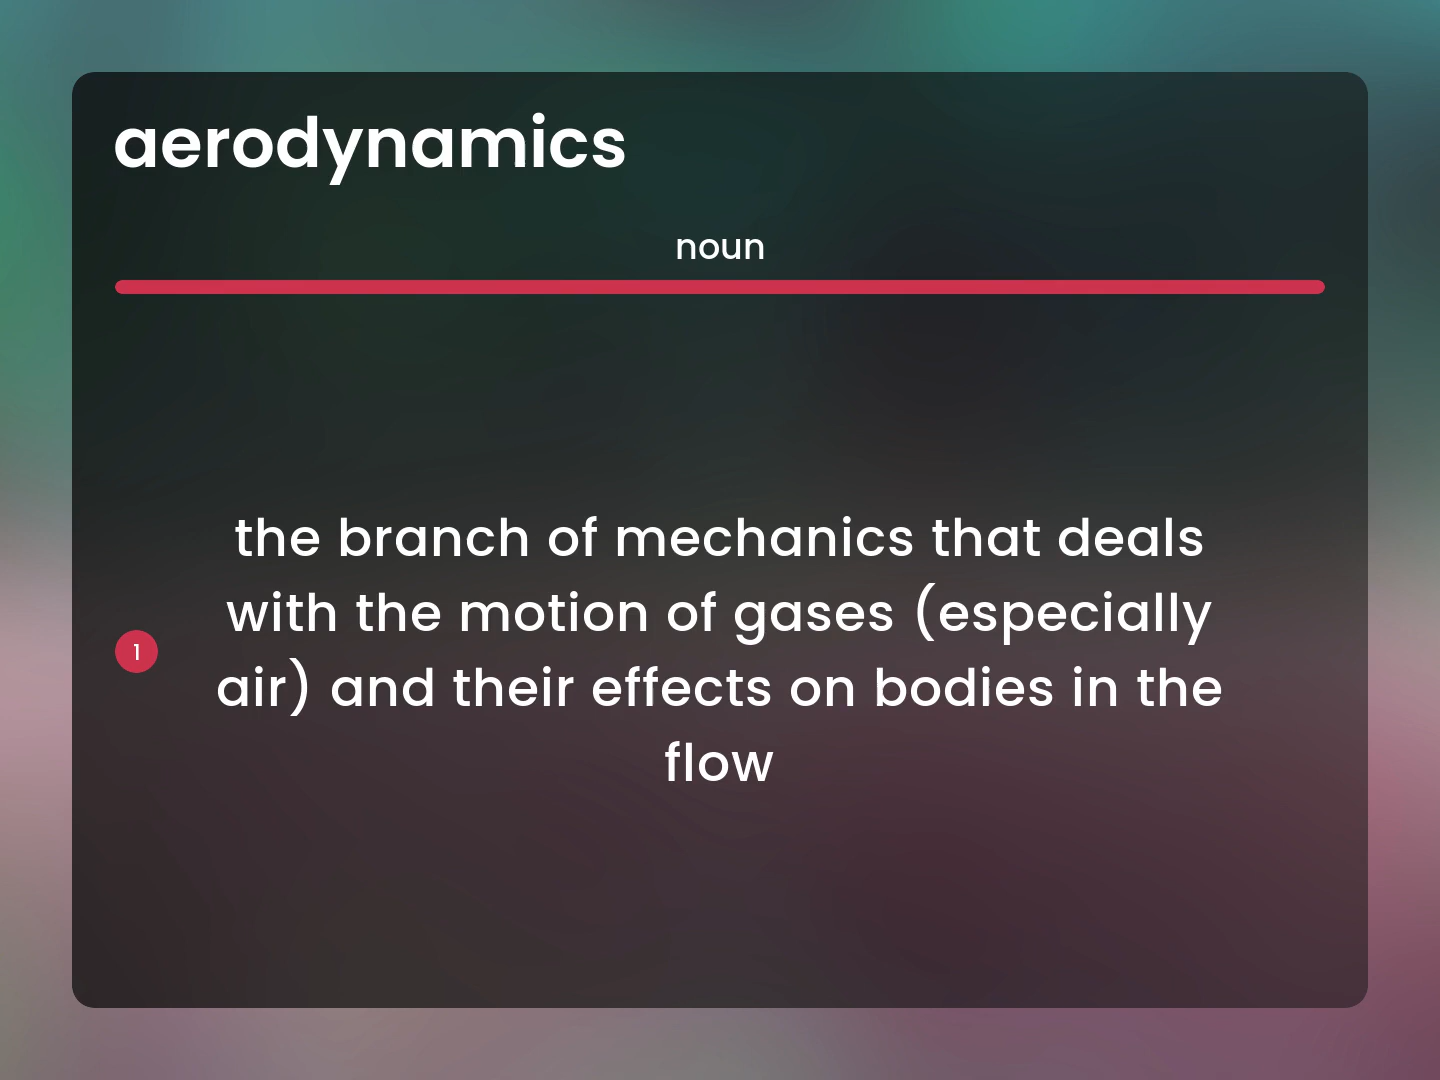 aerodynamics
noun
the branch of mechanics that deals
with the motion of gases (especially
1
air) and their effects on bodies in the
flow